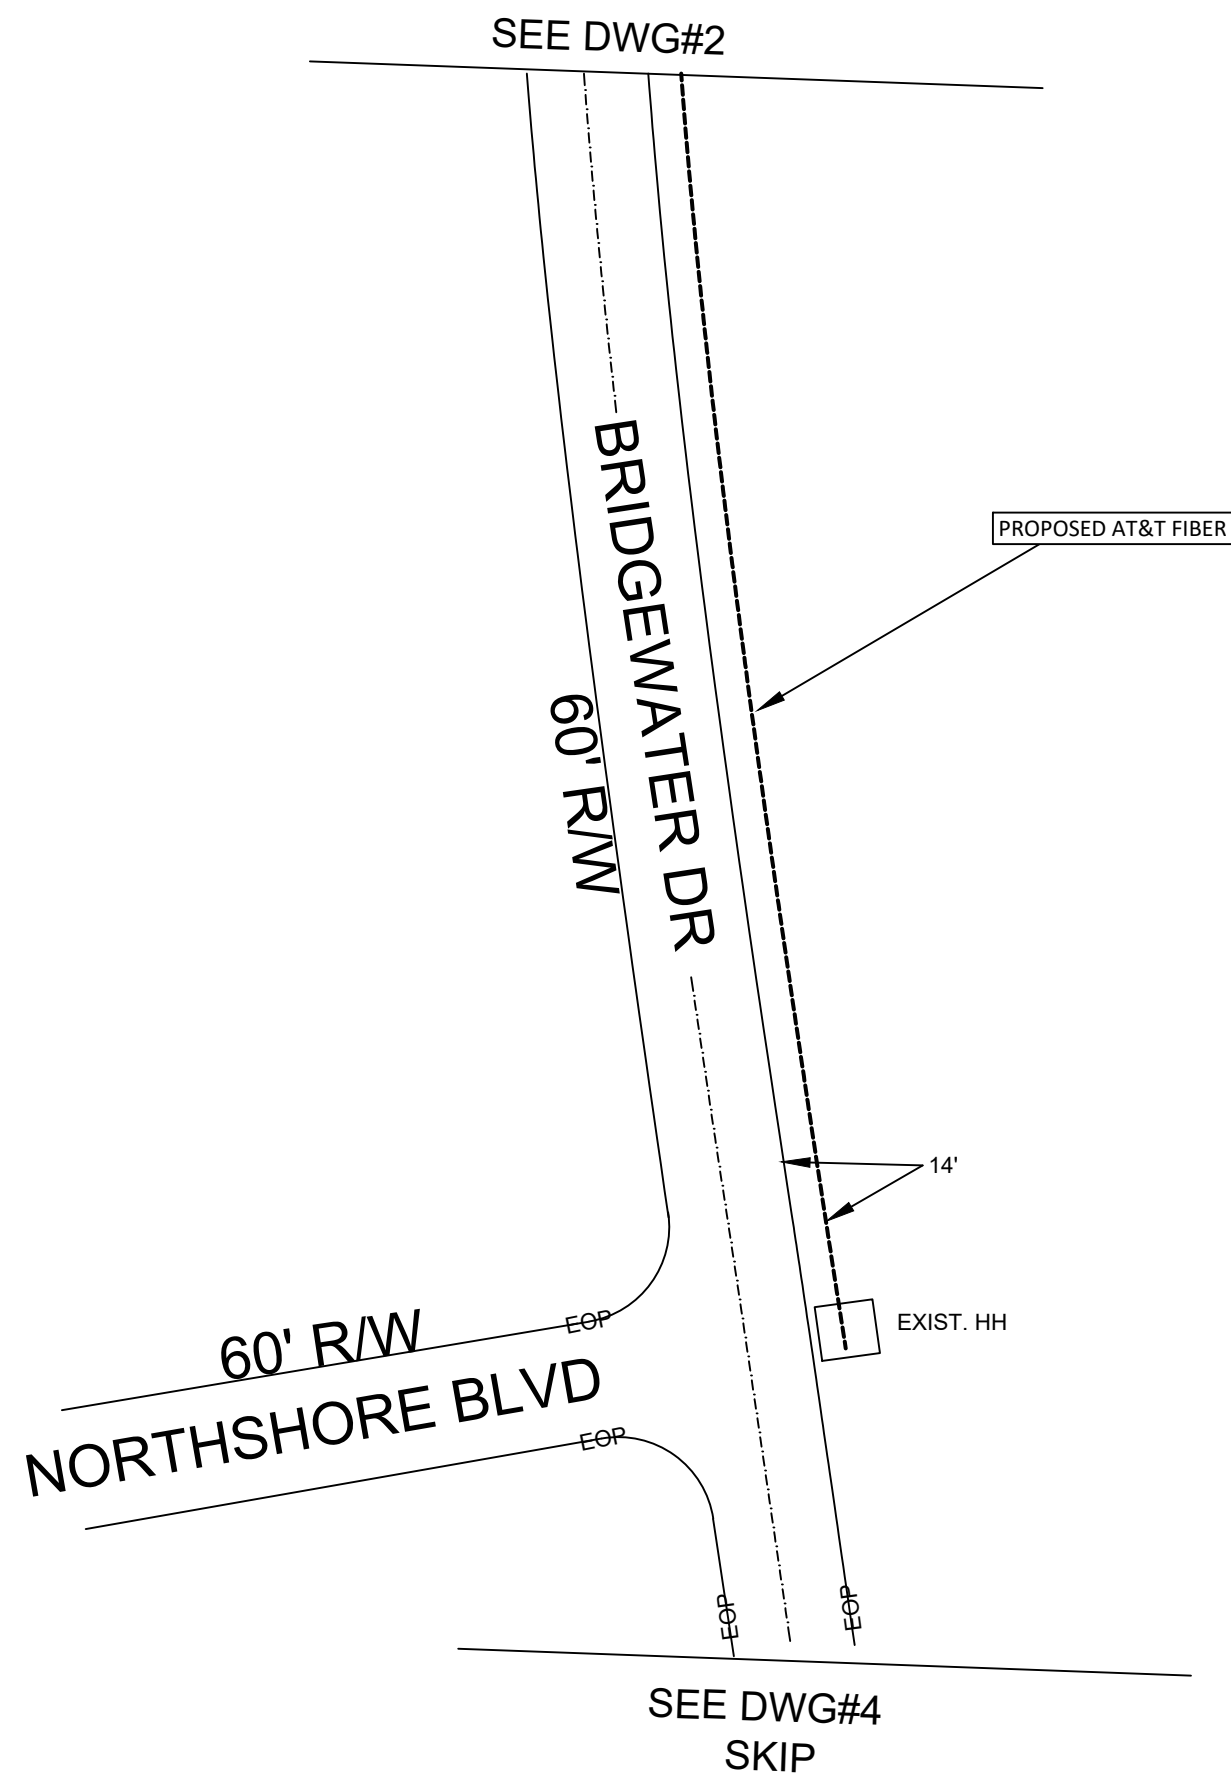 SEE DWG#2
BRIDGEWATER DR
PROPOSED AT&T FIBER
60' R/W
14'
EXIST. HH
EOP
60' R/W
NORTHSHORE BLVD
EOP
EOP
EOP
SEE DWG#4
SKIP